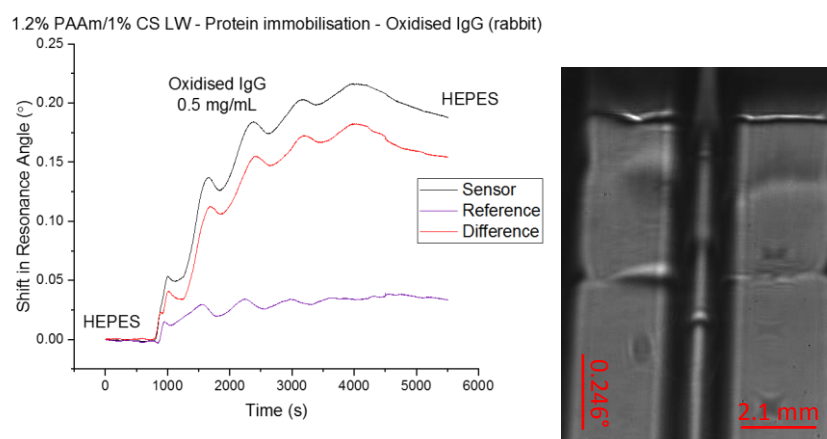 1.2% PAAm/1% CS LW - Protein immobilisation - Oxidised IgG (rabbit)
0.25
0.20
0.15
0.10
0.05
0.00
Shift in Resonance Angle (°)
Oxidised IgG
0.5 mg/mL
HEPES
Sensor
Reference
Difference
HEPES
0
1000
2000
3000
4000
5000
6000
Time (s)
0.246°
2.1 mm